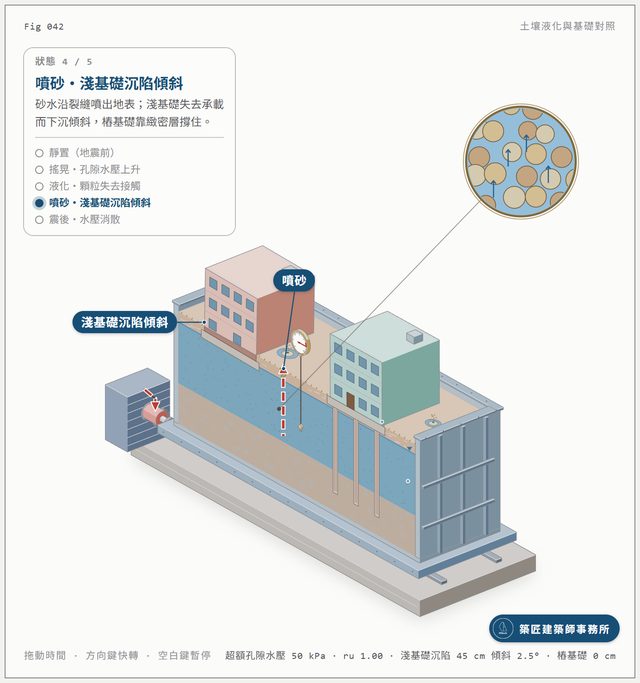 Fig 042
土壤液化與基礎對照
狀態 4 / 5
噴砂・淺基礎沉陷傾斜
砂水沿裂縫噴出地表；淺基礎失去承載
而下沉傾斜，樁基礎靠緻密層撐住。
靜置（地震前）
搖晃・孔隙水壓上升
液化・顆粒失去接觸
噴砂・淺基礎沉陷傾斜
震後・水壓消散
噴砂
淺基礎沉陷傾斜
築匠建築師事務所
拖動時間 · 方向鍵快轉 · 空白鍵暫停
超額孔隙水壓 50 kPa · ru 1.00 · 淺基礎沉陷 45 cm 傾斜 2.5° · 樁基礎 0 cm